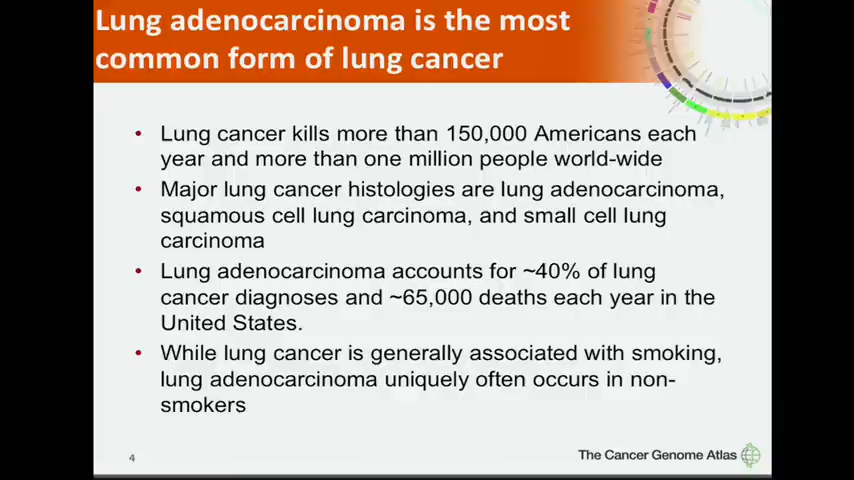 Lung adenocarcinoma is the most
common form of lung cancer
• Lung cancer kills more than 150,000 Americans each
year and more than one million people world-wide
• Major lung cancer histologies are lung adenocarcinoma,
squamous cell lung carcinoma, and small cell lung
carcinoma
• Lung adenocarcinoma accounts for ~40% of lung
cancer diagnoses and ~65,000 deaths each year in the
United States.
• While lung cancer is generally associated with smoking,
lung adenocarcinoma uniquely often occurs in non-
smokers
4
The Cancer Genome Atlas